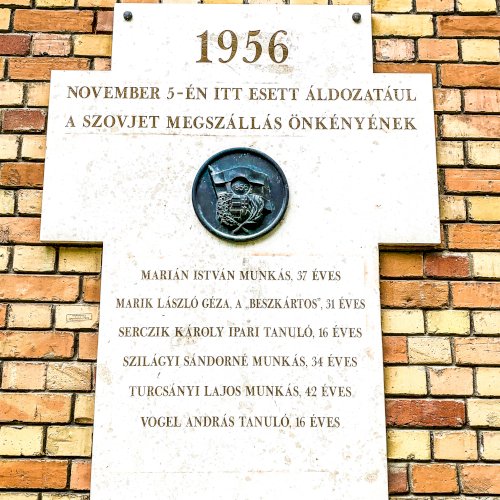 1956
NOVEMBER 5-ÉN ITT ESETT ÁLDOZATÁUL
A SZOVJET MEGSZÁLLÁS ÖNKÉNYÉNEK
MARIÁN ISTVÁN MUNKÁS, 37 ÉVES
MARIK LÁSZLÓ GÉZA, A „BESZKÁRTOS", 31 ÉVES
SERCZIK KÁROLY IPARI TANULÓ, 16 ÉVES
SZILÁGYI SÁNDORNÉ MUNKÁS, 34 ÉVES
TURCSÁNYI LAJOS MUNKÁS, 42 ÉVES
VOGEL ANDRÁS TANULÓ, 16 ÉVES